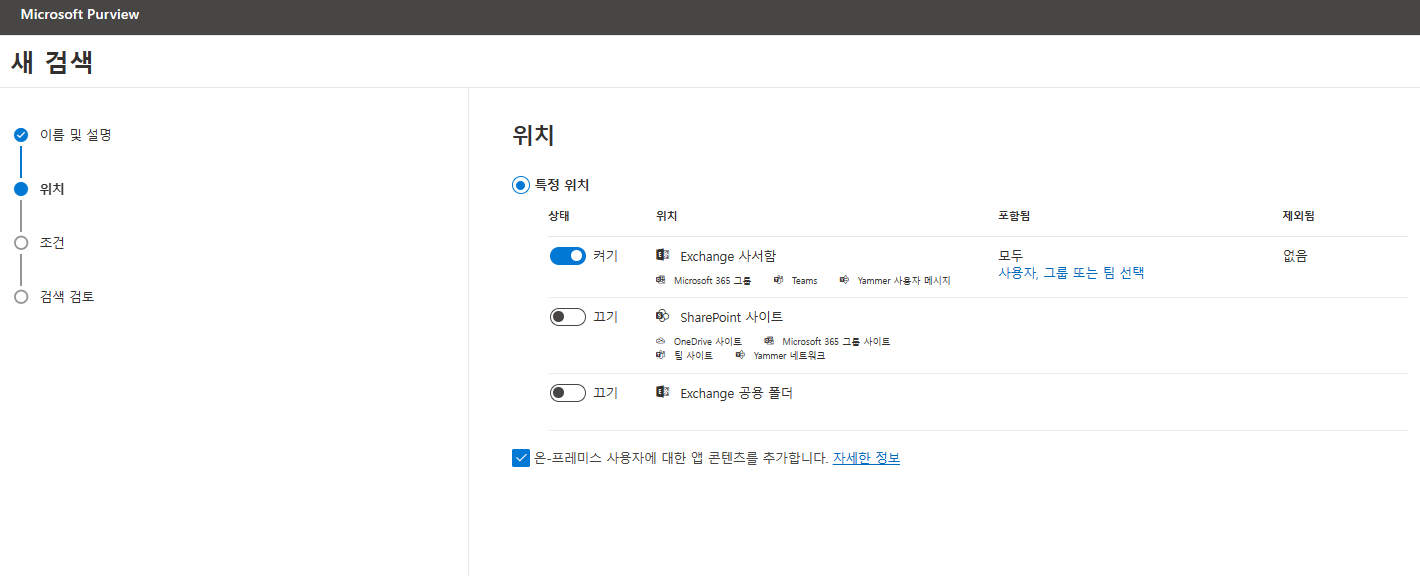 Microsoft Purview
새 검색
이름 및 설명
위치
조건
검색 검토
위치
특정 위치
상태 위치 포함됨 제외됨
켜기 Exchange 사서함 모두 없음
사용자, 그룹 또는 팀 선택
Microsoft 365 그룹 Teams Yammer 사용자 메시지
끄기 SharePoint 사이트
OneDrive 사이트 Microsoft 365 그룹 사이트
팀 사이트 Yammer 네트워크
끄기 Exchange 공용 폴더
온-프레미스 사용자에 대한 앱 콘텐츠를 추가합니다. 자세한 정보